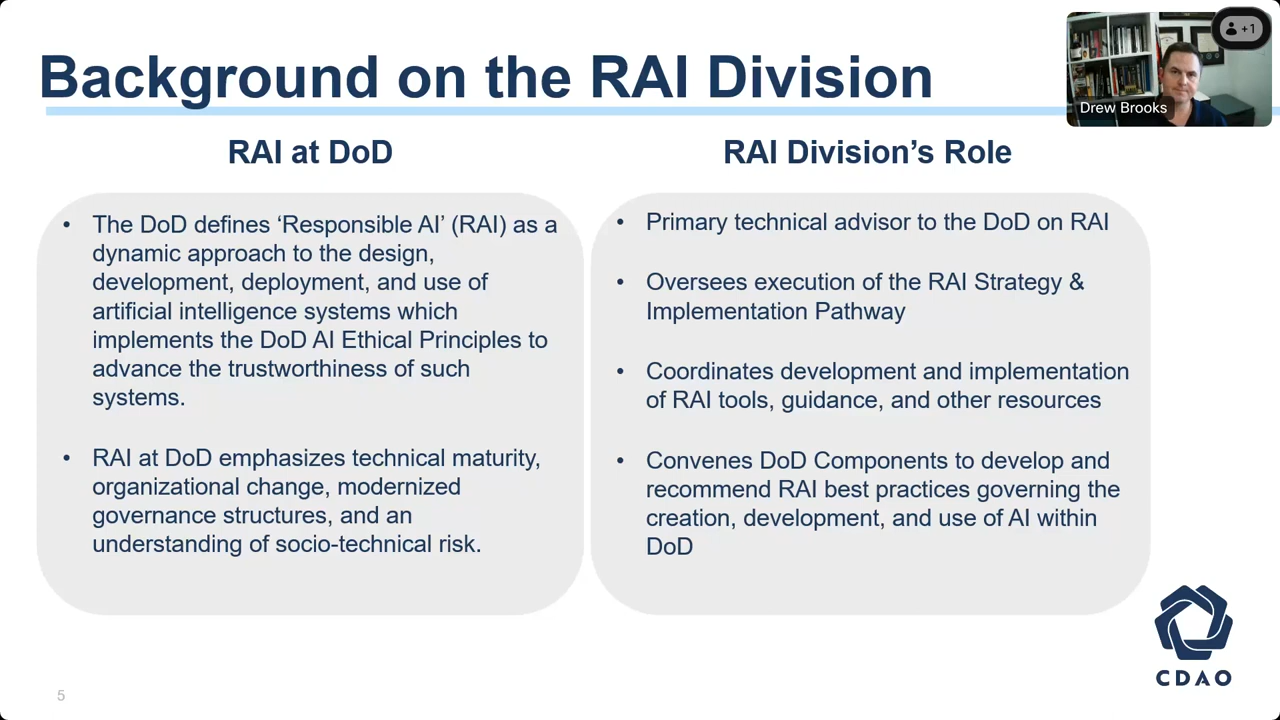 Background on the RAI Division
+1
Drew Brooks
RAI at DoD
• The DoD defines ‘Responsible AI’ (RAI) as a
dynamic approach to the design,
development, deployment, and use of
artificial intelligence systems which
implements the DoD AI Ethical Principles to
advance the trustworthiness of such
systems.
• RAI at DoD emphasizes technical maturity,
organizational change, modernized
governance structures, and an
understanding of socio-technical risk.
RAI Division’s Role
• Primary technical advisor to the DoD on RAI
• Oversees execution of the RAI Strategy &
Implementation Pathway
• Coordinates development and implementation
of RAI tools, guidance, and other resources
• Convenes DoD Components to develop and
recommend RAI best practices governing the
creation, development, and use of AI within
DoD
CDAO
5